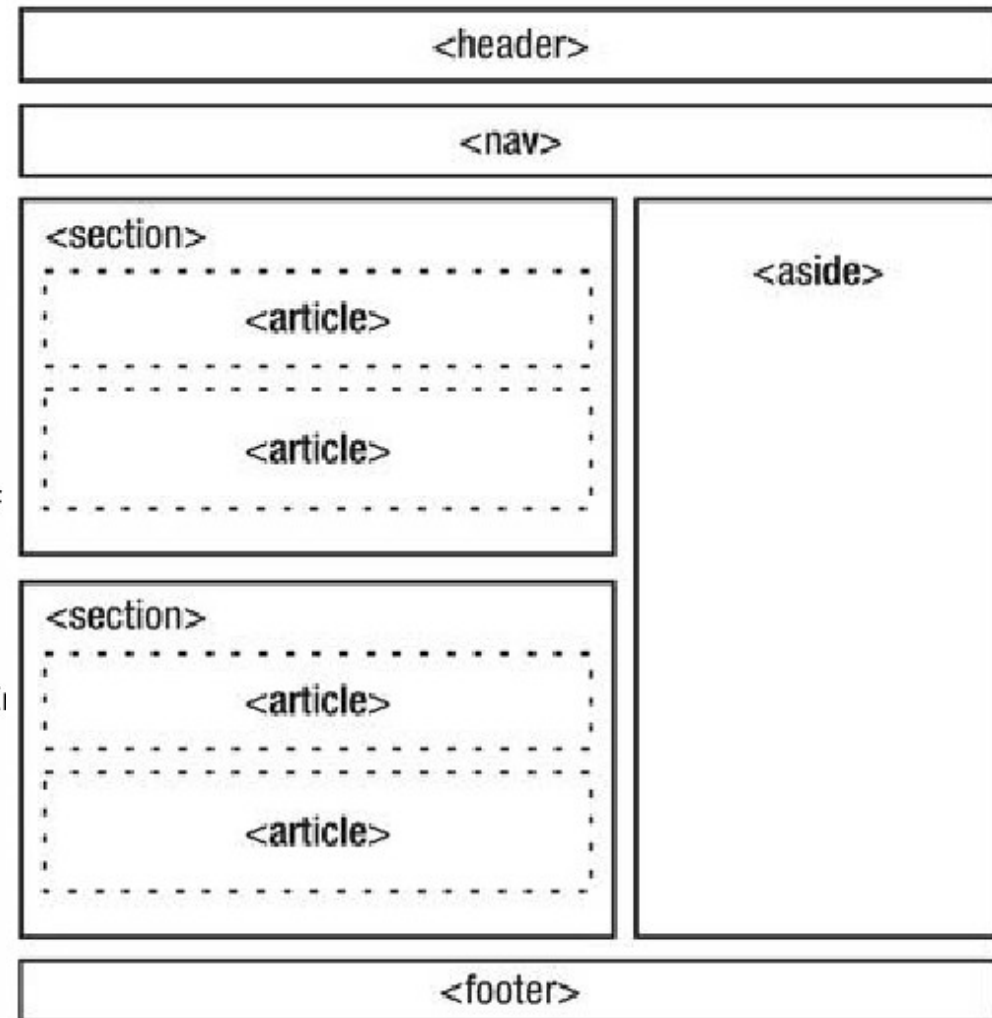 <header>
<nav>
<section>
<article>
<article>
<aside>
<section>
<article>
<article>
<footer>